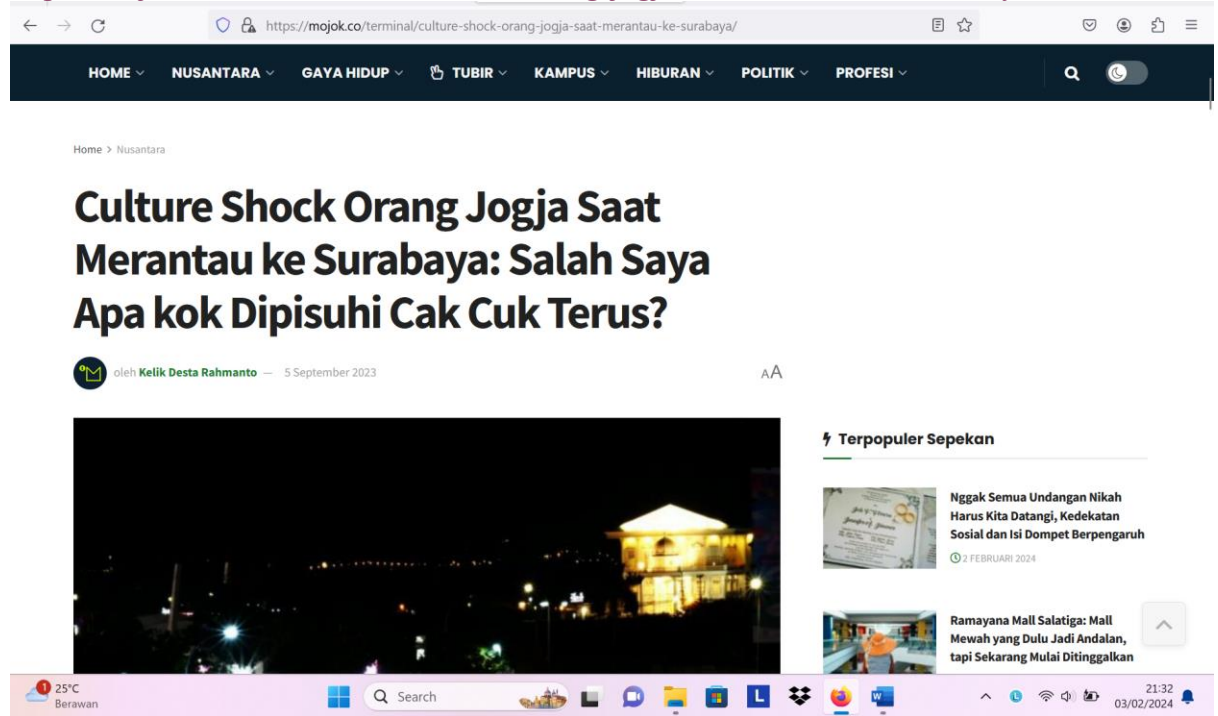 https://mojok.co/terminal/culture-shock-orang-jogja-saat-merantau-ke-surabaya/
HOME NUSANTARA GAYA HIDUP TUBIR KAMPUS HIBURAN POLITIK PROFESI
Home > Nusantara
Culture Shock Orang Jogja Saat
Merantau ke Surabaya: Salah Saya
Apa kok Dipisuhi Cak Cuk Terus?
oleh Kelik Desta Rahmanto — 5 September 2023
AA
Terpopuler Sepekan
Nggak Semua Undangan Nikah
Harus Kita Datangi, Kedekatan
Sosial dan Isi Dompet Berpengaruh
2 FEBRUARI 2024
Ramayana Mall Salatiga: Mall
Mewah yang Dulu Jadi Andalan,
tapi Sekarang Mulai Ditinggalkan
1
25°C
Berawan
Search
L
21:32
03/02/2024